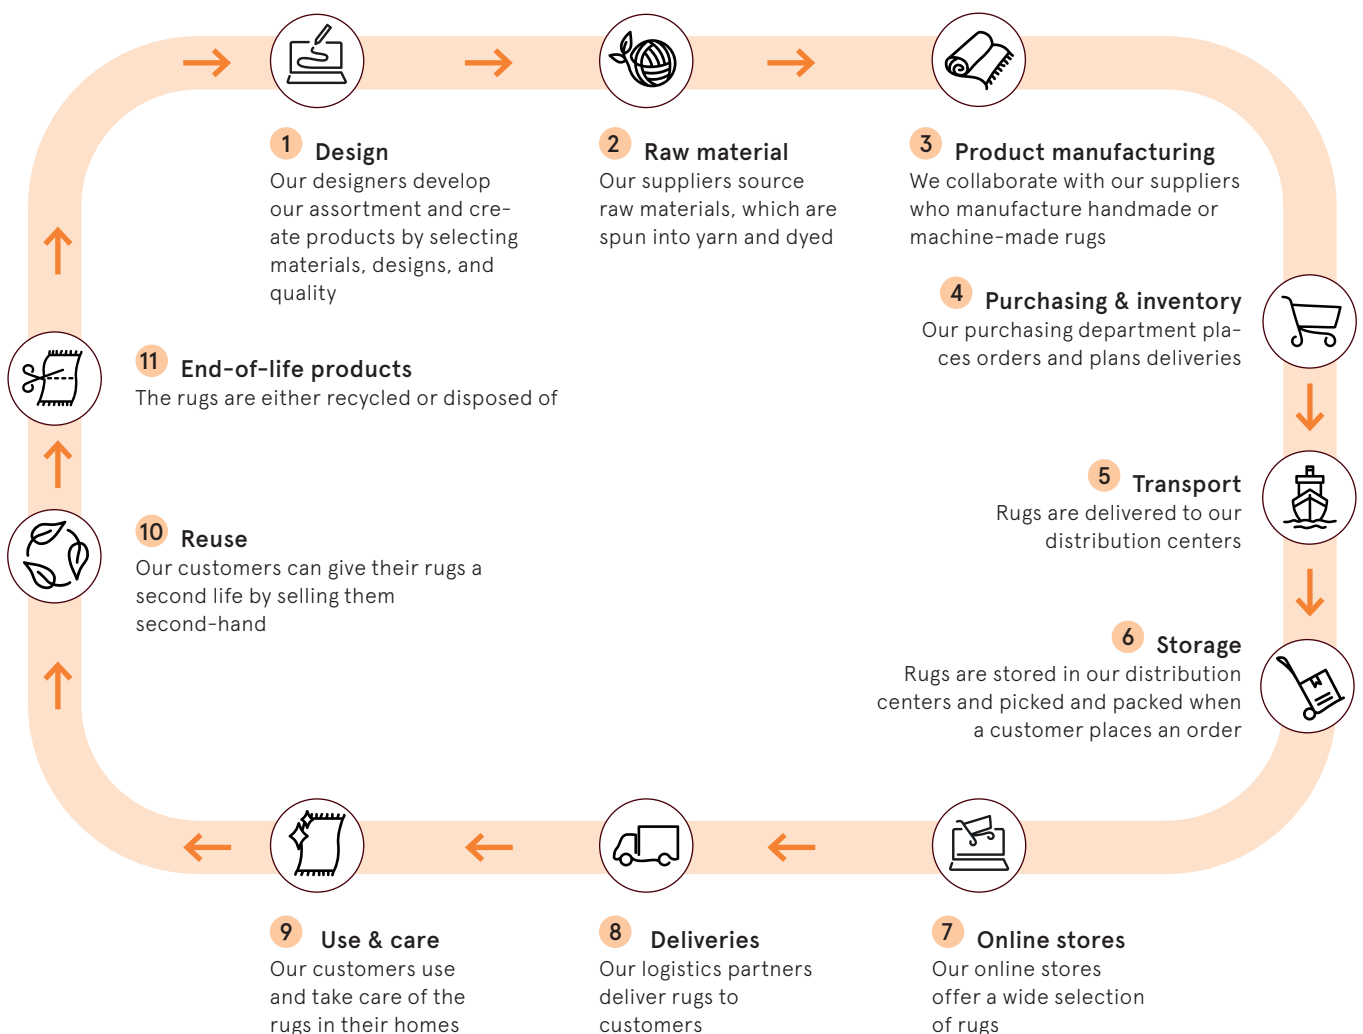 1 Design
Our designers develop
our assortment and cre-
ate products by selecting
materials, designs, and
quality
2 Raw material
Our suppliers source
raw materials, which are
spun into yarn and dyed
3 Product manufacturing
We collaborate with our suppliers
who manufacture handmade or
machine-made rugs
4 Purchasing & inventory
Our purchasing department pla-
ces orders and plans deliveries
5 Transport
Rugs are delivered to our
distribution centers
6 Storage
Rugs are stored in our distribution
centers and picked and packed when
a customer places an order
7 Online stores
Our online stores
offer a wide selection
of rugs
8 Deliveries
Our logistics partners
deliver rugs to
customers
9 Use & care
Our customers use
and take care of the
rugs in their homes
10 Reuse
Our customers can give their rugs a
second life by selling them
second-hand
11 End-of-life products
The rugs are either recycled or disposed of